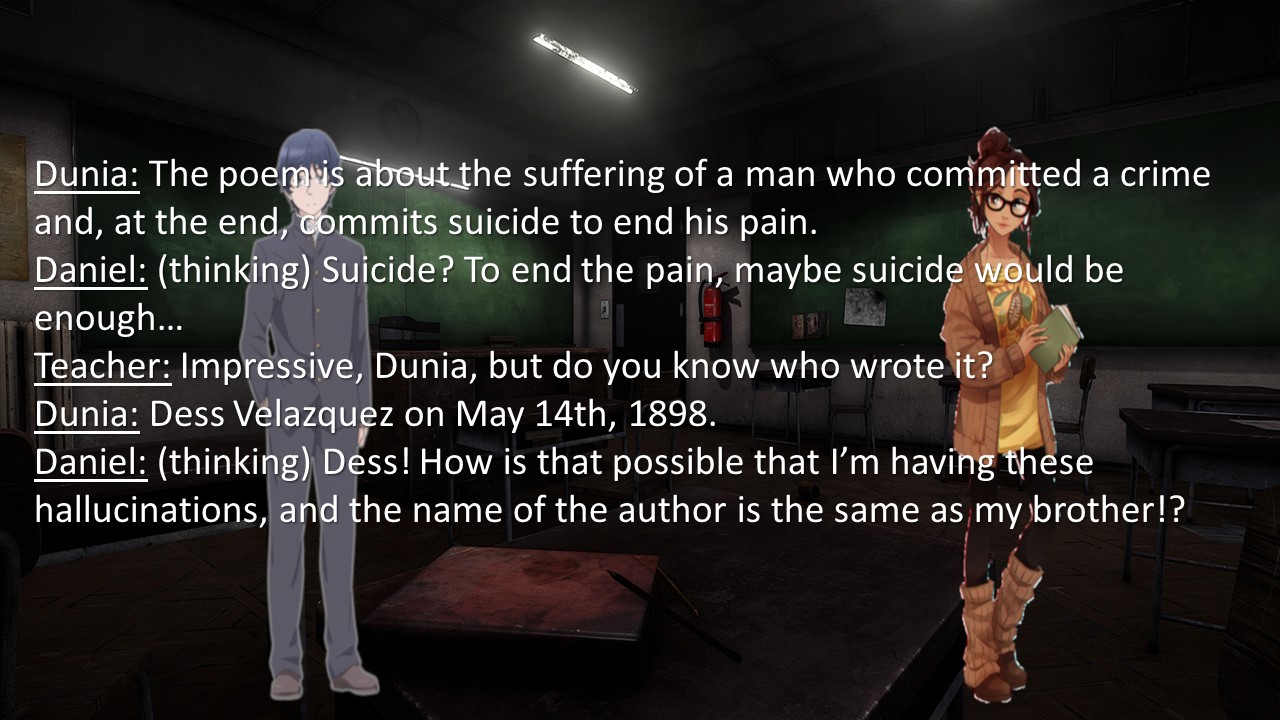 Dunia: The poem is about the suffering of a man who committed a crime
and, at the end, commits suicide to end his pain.
Daniel: (thinking) Suicide? To end the pain, maybe suicide would be
enough…
Teacher: Impressive, Dunia, but do you know who wrote it?
Dunia: Dess Velazquez on May 14th, 1898.
Daniel: (thinking) Dess! How is that possible that I’m having these
hallucinations, and the name of the author is the same as my brother!?